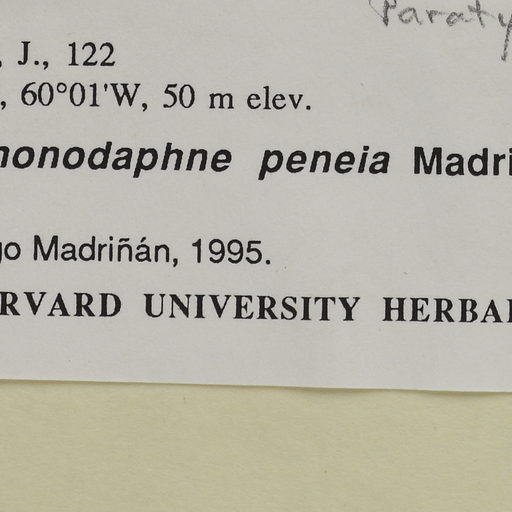 Paraty
, J., 122
, 60°01'W, 50 m elev.
nonodaphne peneia Madri
go Madriñán, 1995.
RVARD UNIVERSITY HERBA